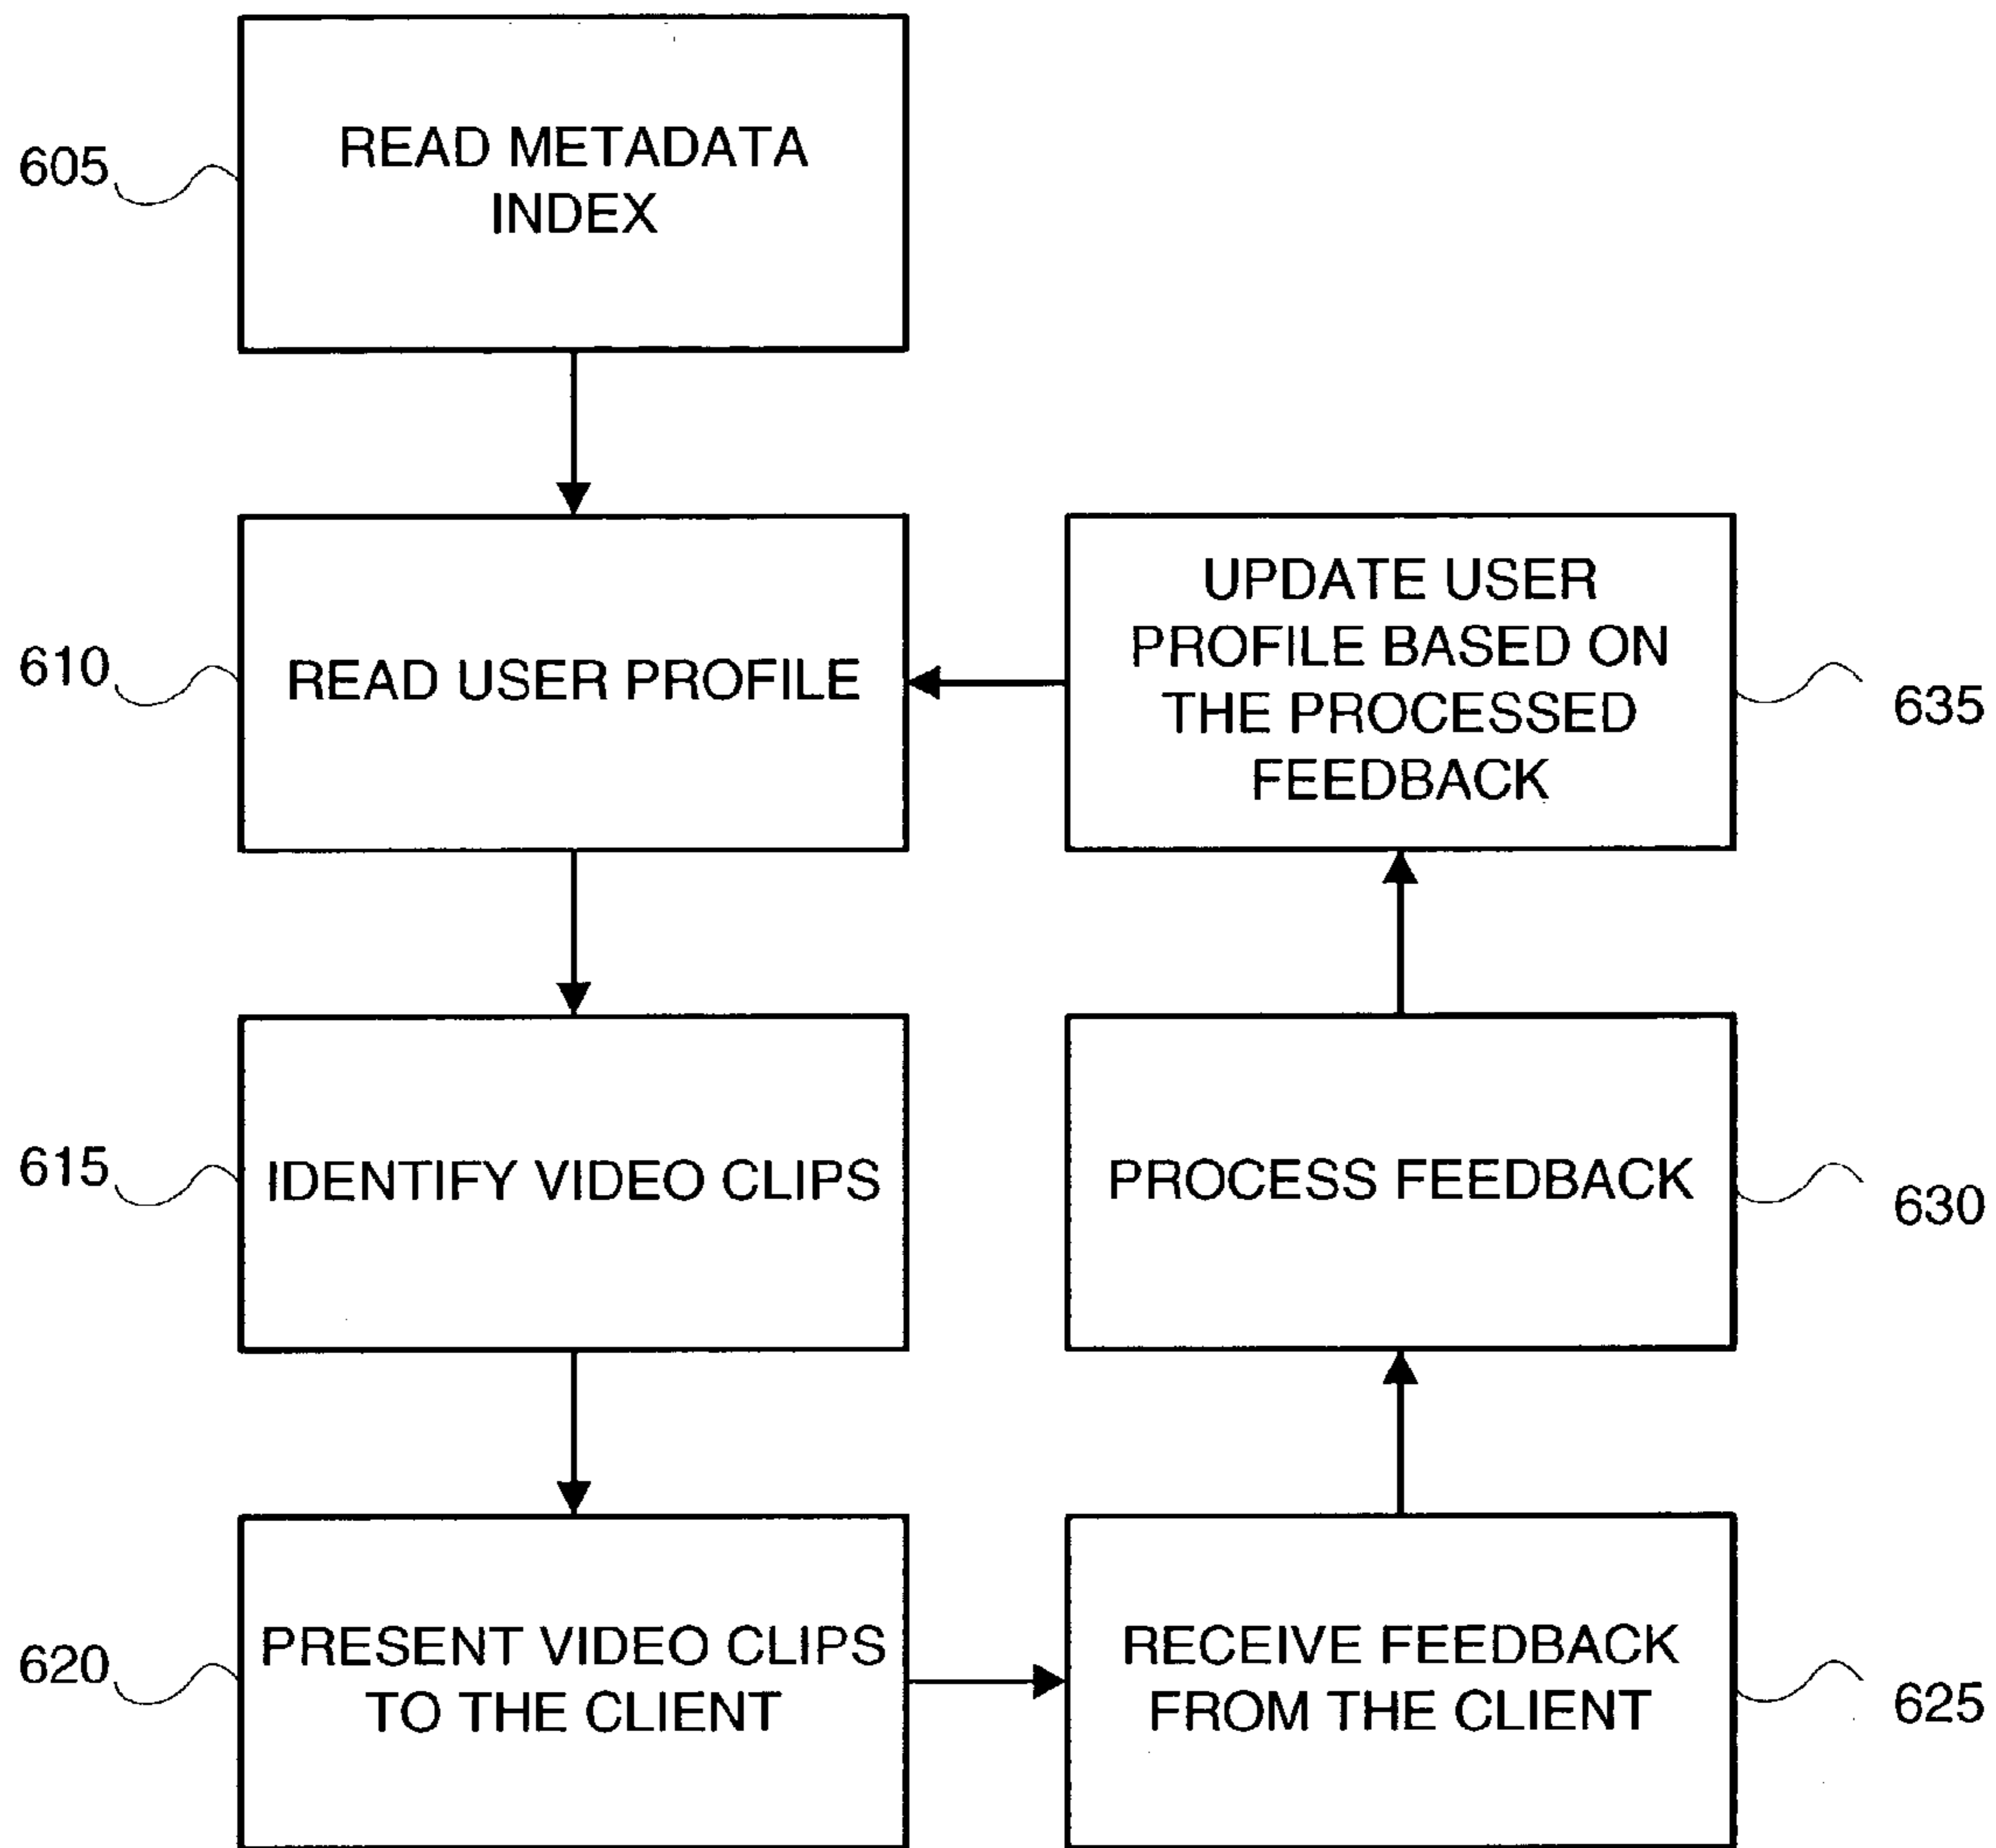 605
READ METADATA
INDEX
610
READ USER PROFILE
UPDATE USER
PROFILE BASED ON
THE PROCESSED
FEEDBACK
635
615
IDENTIFY VIDEO CLIPS
PROCESS FEEDBACK
630
620
PRESENT VIDEO CLIPS
TO THE CLIENT
RECEIVE FEEDBACK
FROM THE CLIENT
625